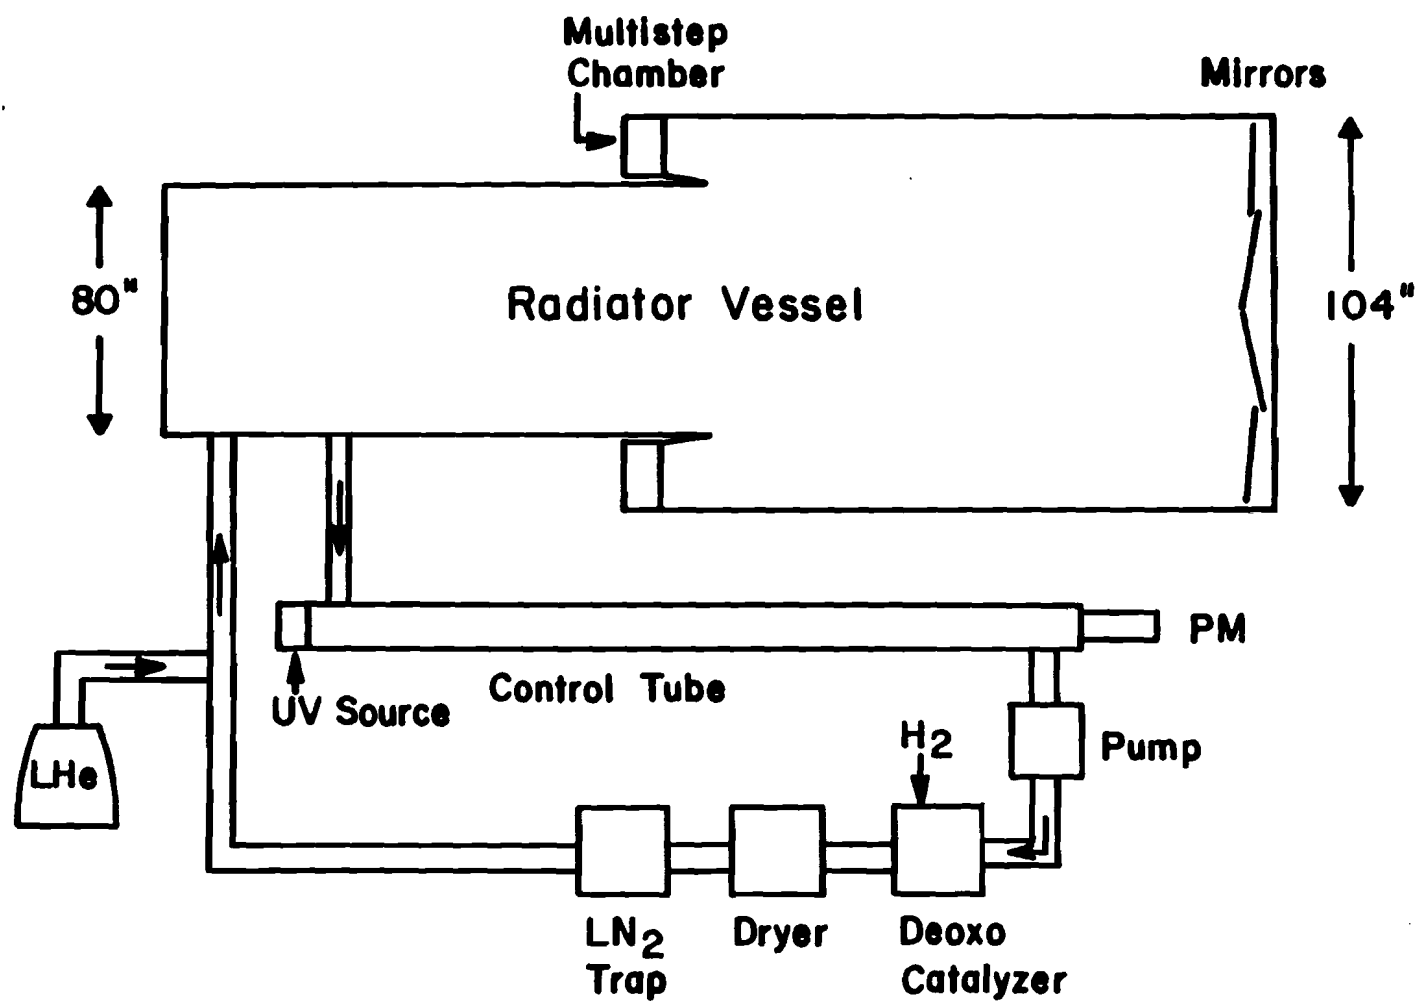 Multistep
Chamber
Mirrors
80"
Radiator Vessel
104"
PM
Control Tube
UV Source
H2
Pump
LHe
LN2
Trap
Dryer
Deoxo
Catalyzer